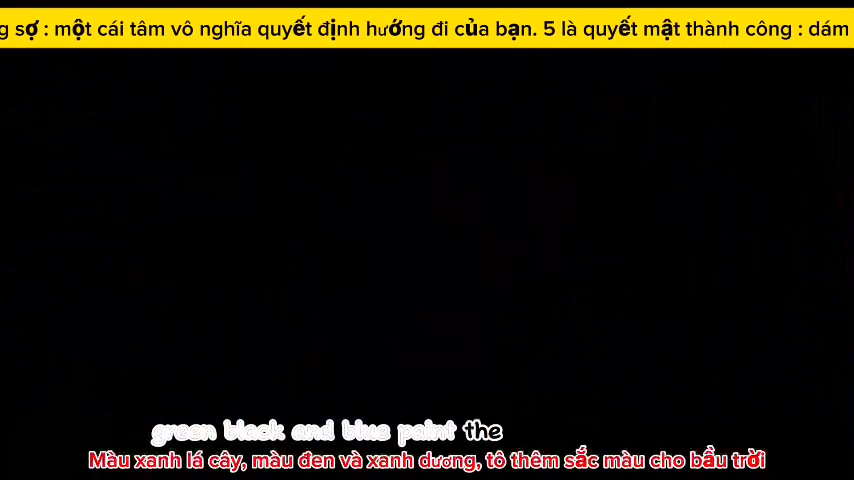 g sợ : một cái tâm vô nghĩa quyết định hướng đi của bạn. 5 là quyết mật thành công : dám
green black and blue paint the
Màu xanh lá cây, màu đen và xanh dương, tô thêm sắc màu cho bầu trời